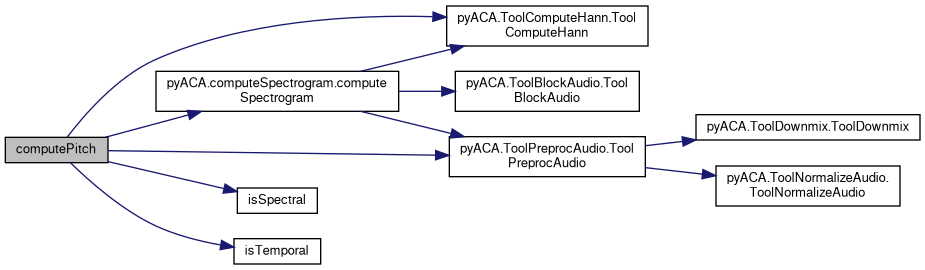 pyACA.ToolComputeHann.Tool
ComputeHann
pyACA.computeSpectrogram.compute
Spectrogram
pyACA.ToolBlockAudio.Tool
BlockAudio
computePitch
pyACA.ToolPreprocAudio.Tool
PreprocAudio
pyACA.ToolDownmix.ToolDownmix
pyACA.ToolNormalizeAudio.
ToolNormalizeAudio
isSpectral
isTemporal